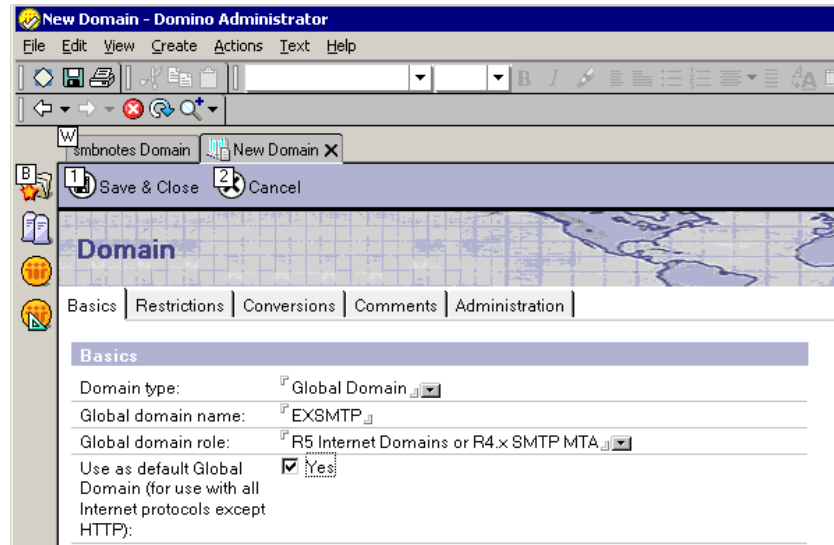 New Domain - Domino Administrator
File Edit View Create Actions Text Help
B I
W
smbnotes Domain New Domain
B 1 Save & Close 2 Cancel
Domain
Basics Restrictions Conversions Comments Administration
Basics
Domain type: Global Domain
Global domain name: EXSMTP
Global domain role: R5 Internet Domains or R4.x SMTP MTA
Use as default Global Yes
Domain (for use with all
Internet protocols except
HTTP):